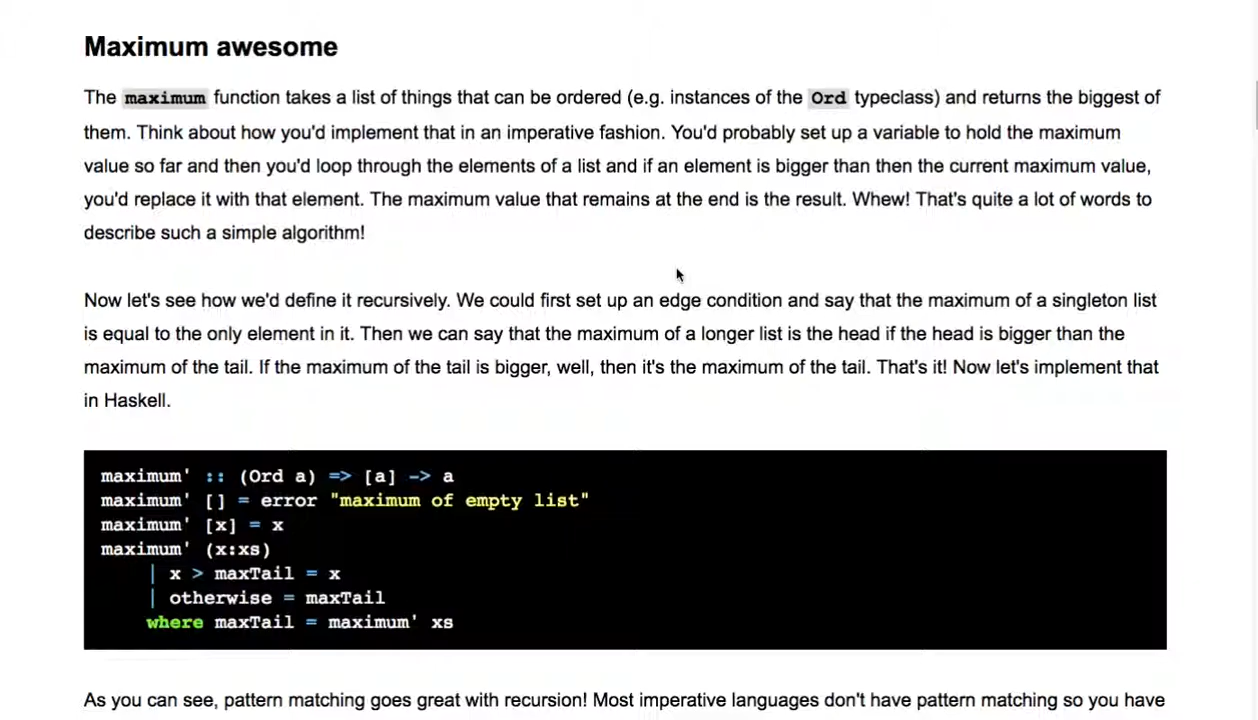 Maximum awesome
The maximum function takes a list of things that can be ordered (e.g. instances of the Ord typeclass) and returns the biggest of
them. Think about how you'd implement that in an imperative fashion. You'd probably set up a variable to hold the maximum
value so far and then you'd loop through the elements of a list and if an element is bigger than then the current maximum value,
you'd replace it with that element. The maximum value that remains at the end is the result. Whew! That's quite a lot of words to
describe such a simple algorithm!
Now let's see how we'd define it recursively. We could first set up an edge condition and say that the maximum of a singleton list
is equal to the only element in it. Then we can say that the maximum of a longer list is the head if the head is bigger than the
maximum of the tail. If the maximum of the tail is bigger, well, then it's the maximum of the tail. That's it! Now let's implement that
in Haskell.
maximum' :: (Ord a) => [a] -> a
maximum' [] = error "maximum of empty list"
maximum' [x] = x
maximum' (x:xs)
    | x > maxTail = x
    | otherwise = maxTail
    where maxTail = maximum' xs
As you can see, pattern matching goes great with recursion! Most imperative languages don't have pattern matching so you have